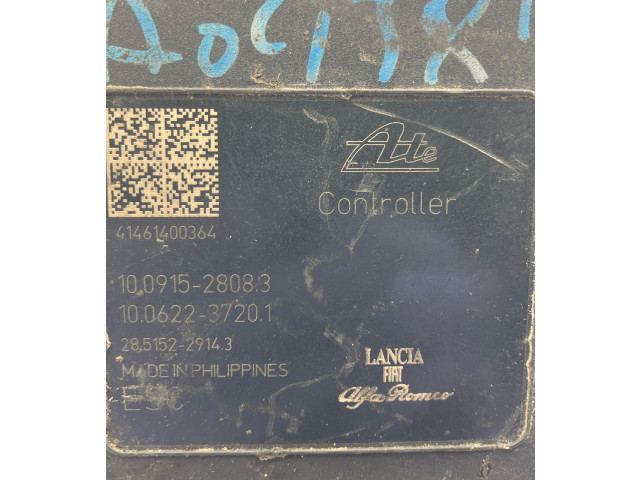 Ate
Controller
41461400364
10.0915-2808.3
10.0622-3720.1
28.5152-2914.3
MADE IN PHILIPPINES
LANCIA
FIAT
Alfa Romeo